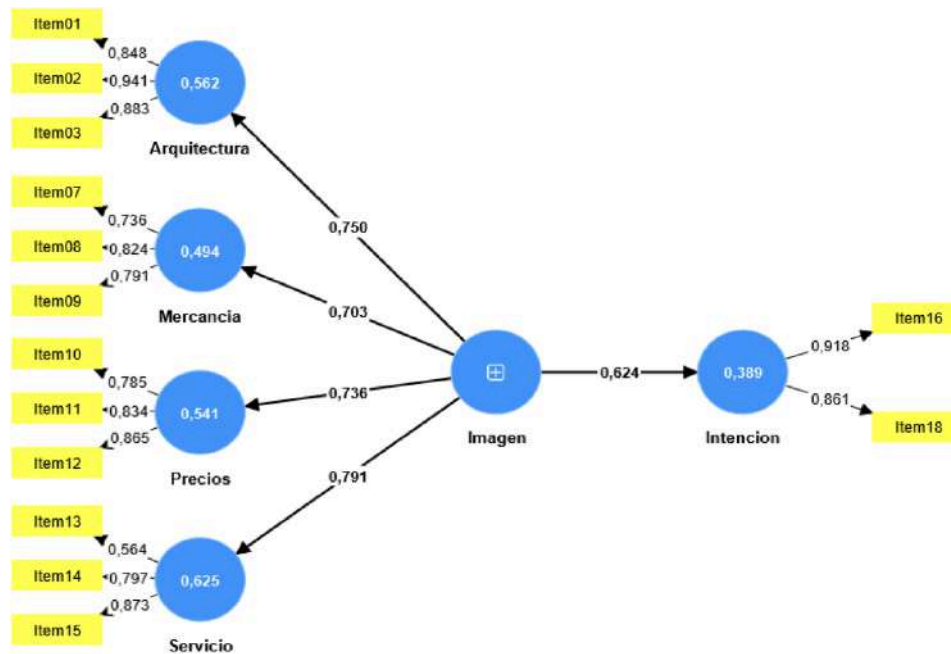 Item01
0,848
Item02
0,941
0,562
Item03
0,883
Arquitectura
Item07
0,736
Item08
0,824
0,494
Item09
0,791
Mercancia
Item10
0,785
Item11
0,834
0,541
Item12
0,865
Precios
Item13
0,564
Item14
0,797
0,625
Item15
0,873
Servicio
0,750
0,703
0,736
0,791
Imagen
0,624
0,389
Intencion
0,918
Item16
0,861
Item18